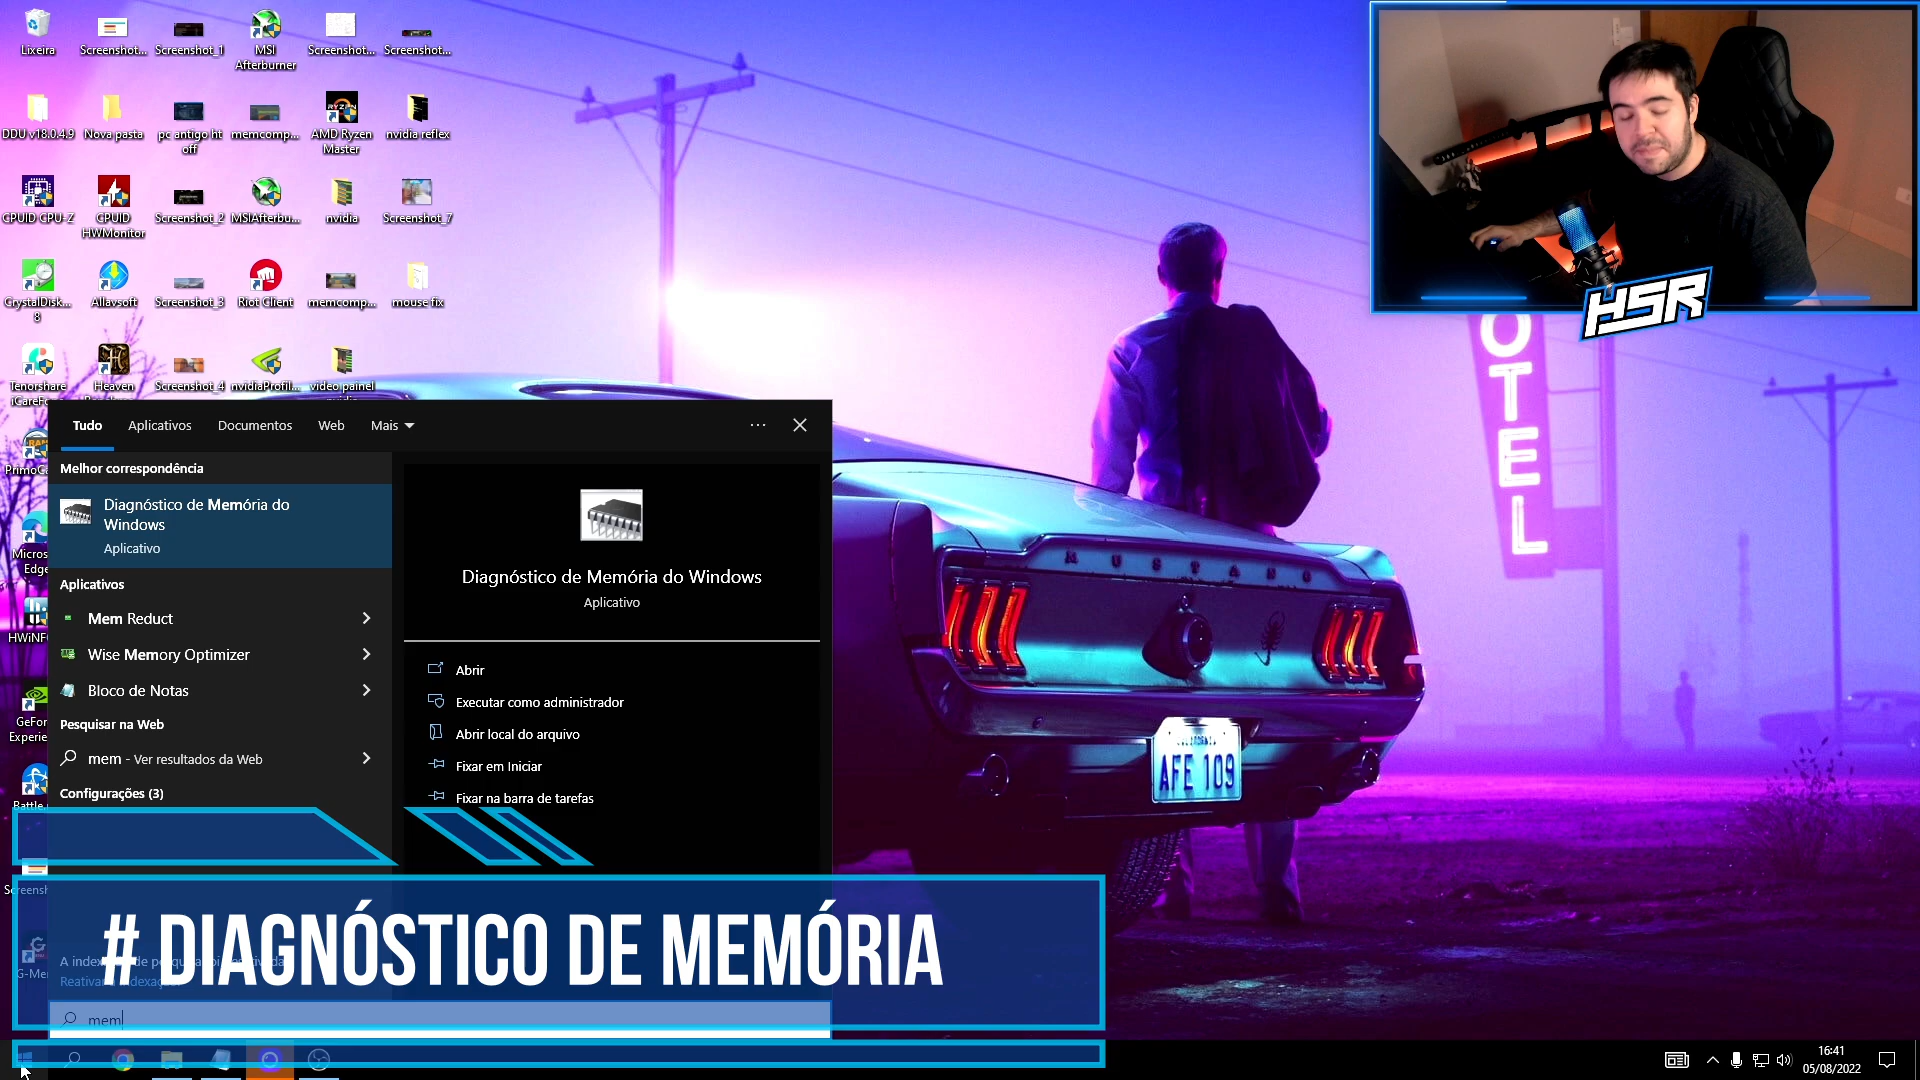 Lixeira
Screenshot...
Screenshot_1
MSI Afterburner
Screenshot...
Screenshot...
DDU v18.0.4.9
Nova pasta
pc antigo ht off
memcomp...
AMD Ryzen Master
nvidia reflex
CPUID CPU-Z
CPUID HWMonitor
Screenshot_2
MSIAfterbu...
nvidia
Screenshot_7
CrystalDisk... 8
Allavsoft
Screenshot_3
Riot Client
memcomp...
mouse fix
Tenorshare
Heaven
Screenshot_4
nvidiaProfil...
video painel
HSR
OTEL
MUSTANG
AFE 109
Tudo
Aplicativos
Documentos
Web
Mais
Melhor correspondência
Diagnóstico de Memória do
Windows
Aplicativo
Aplicativos
Mem Reduct
Wise Memory Optimizer
Bloco de Notas
Pesquisar na Web
mem - Ver resultados da Web
Configurações (3)
Diagnóstico de Memória do Windows
Aplicativo
Abrir
Executar como administrador
Abrir local do arquivo
Fixar em Iniciar
Fixar na barra de tarefas
# DIAGNÓSTICO DE MEMÓRIA
mem
16:41
05/08/2022